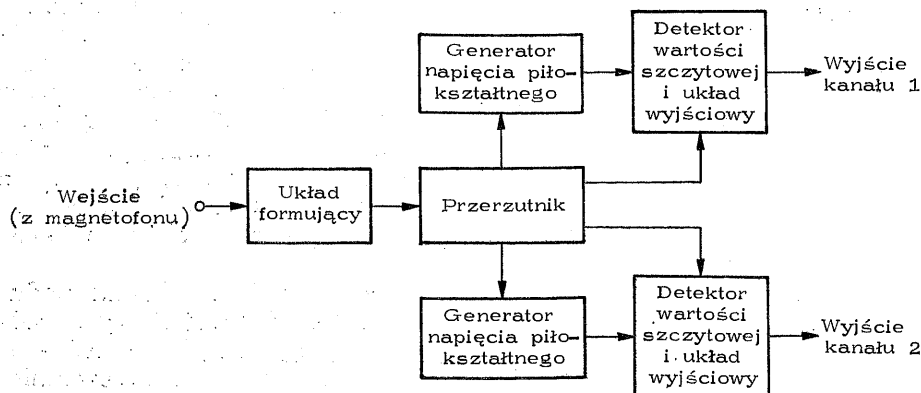 Generator
napięcia piło-
kształtnego
Detektor
wartości
szczytowej
i układ
wyjściowy
Wyjście
kanału 1
Wejście
(z magnetofonu)
Układ
formujący
Przerzutnik
Generator
napięcia piło-
kształtnego
Detektor
wartości
szczytowej
i układ
wyjściowy
Wyjście
kanału 2